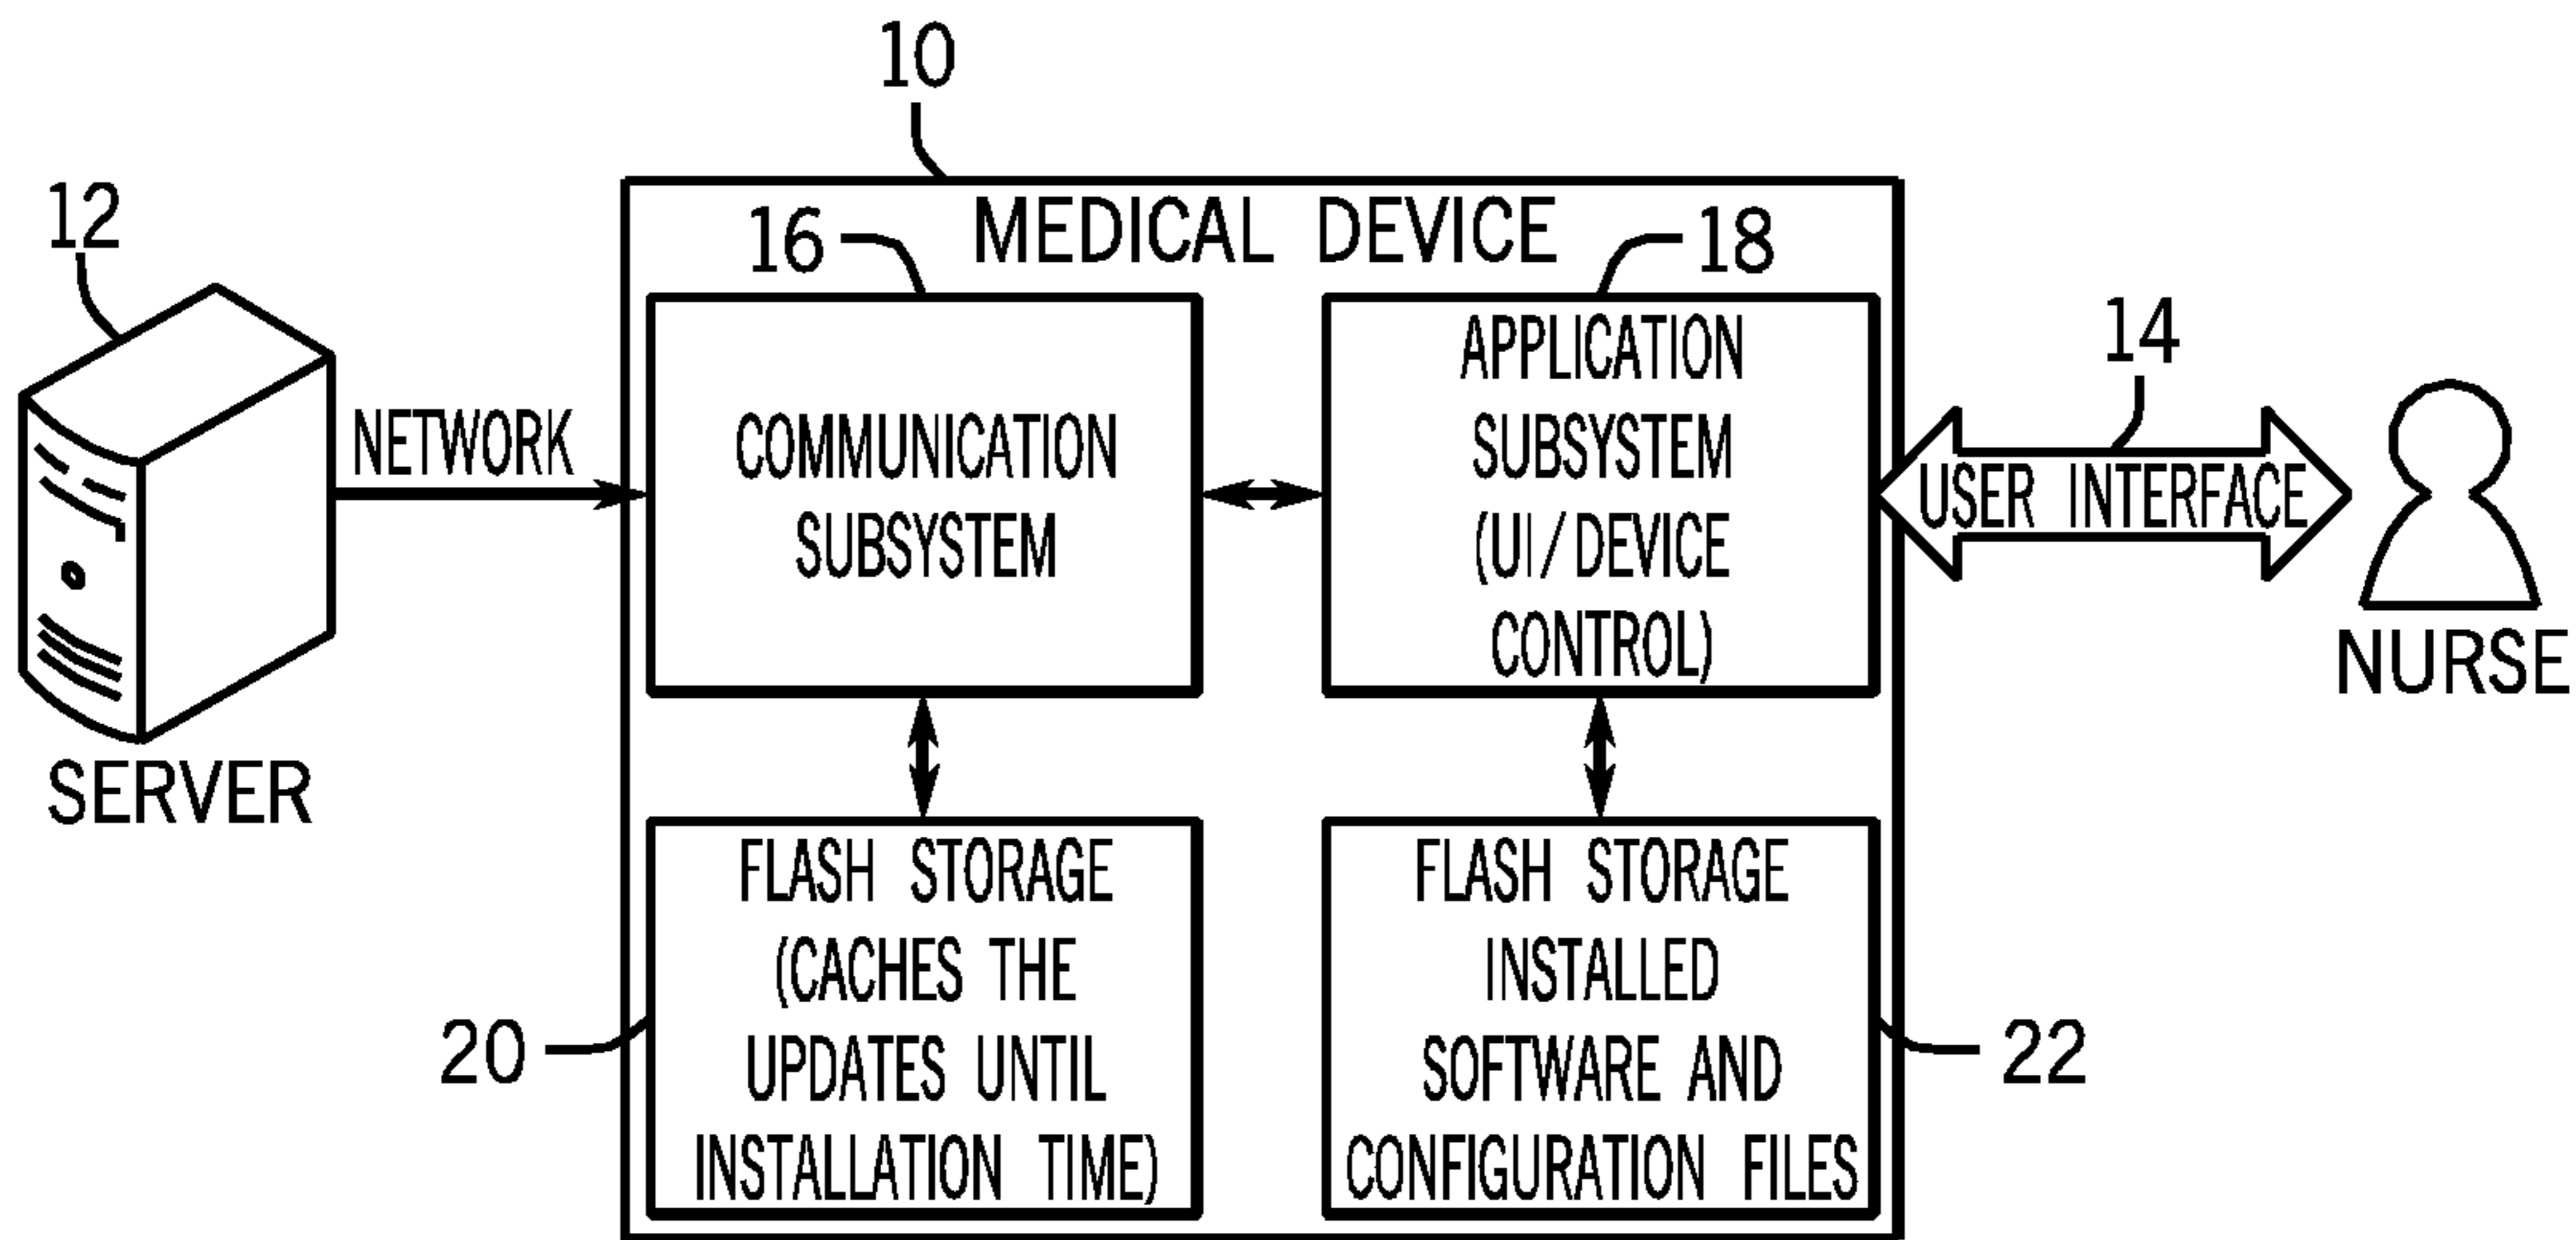 10
12
MEDICAL DEVICE
16
18
14
NETWORK
COMMUNICATION
SUBSYSTEM
APPLICATION
SUBSYSTEM
(UI/DEVICE
CONTROL)
USER INTERFACE
NURSE
SERVER
FLASH STORAGE
(CACHES THE
UPDATES UNTIL
INSTALLATION TIME)
20
FLASH STORAGE
INSTALLED
SOFTWARE AND
CONFIGURATION FILES
22